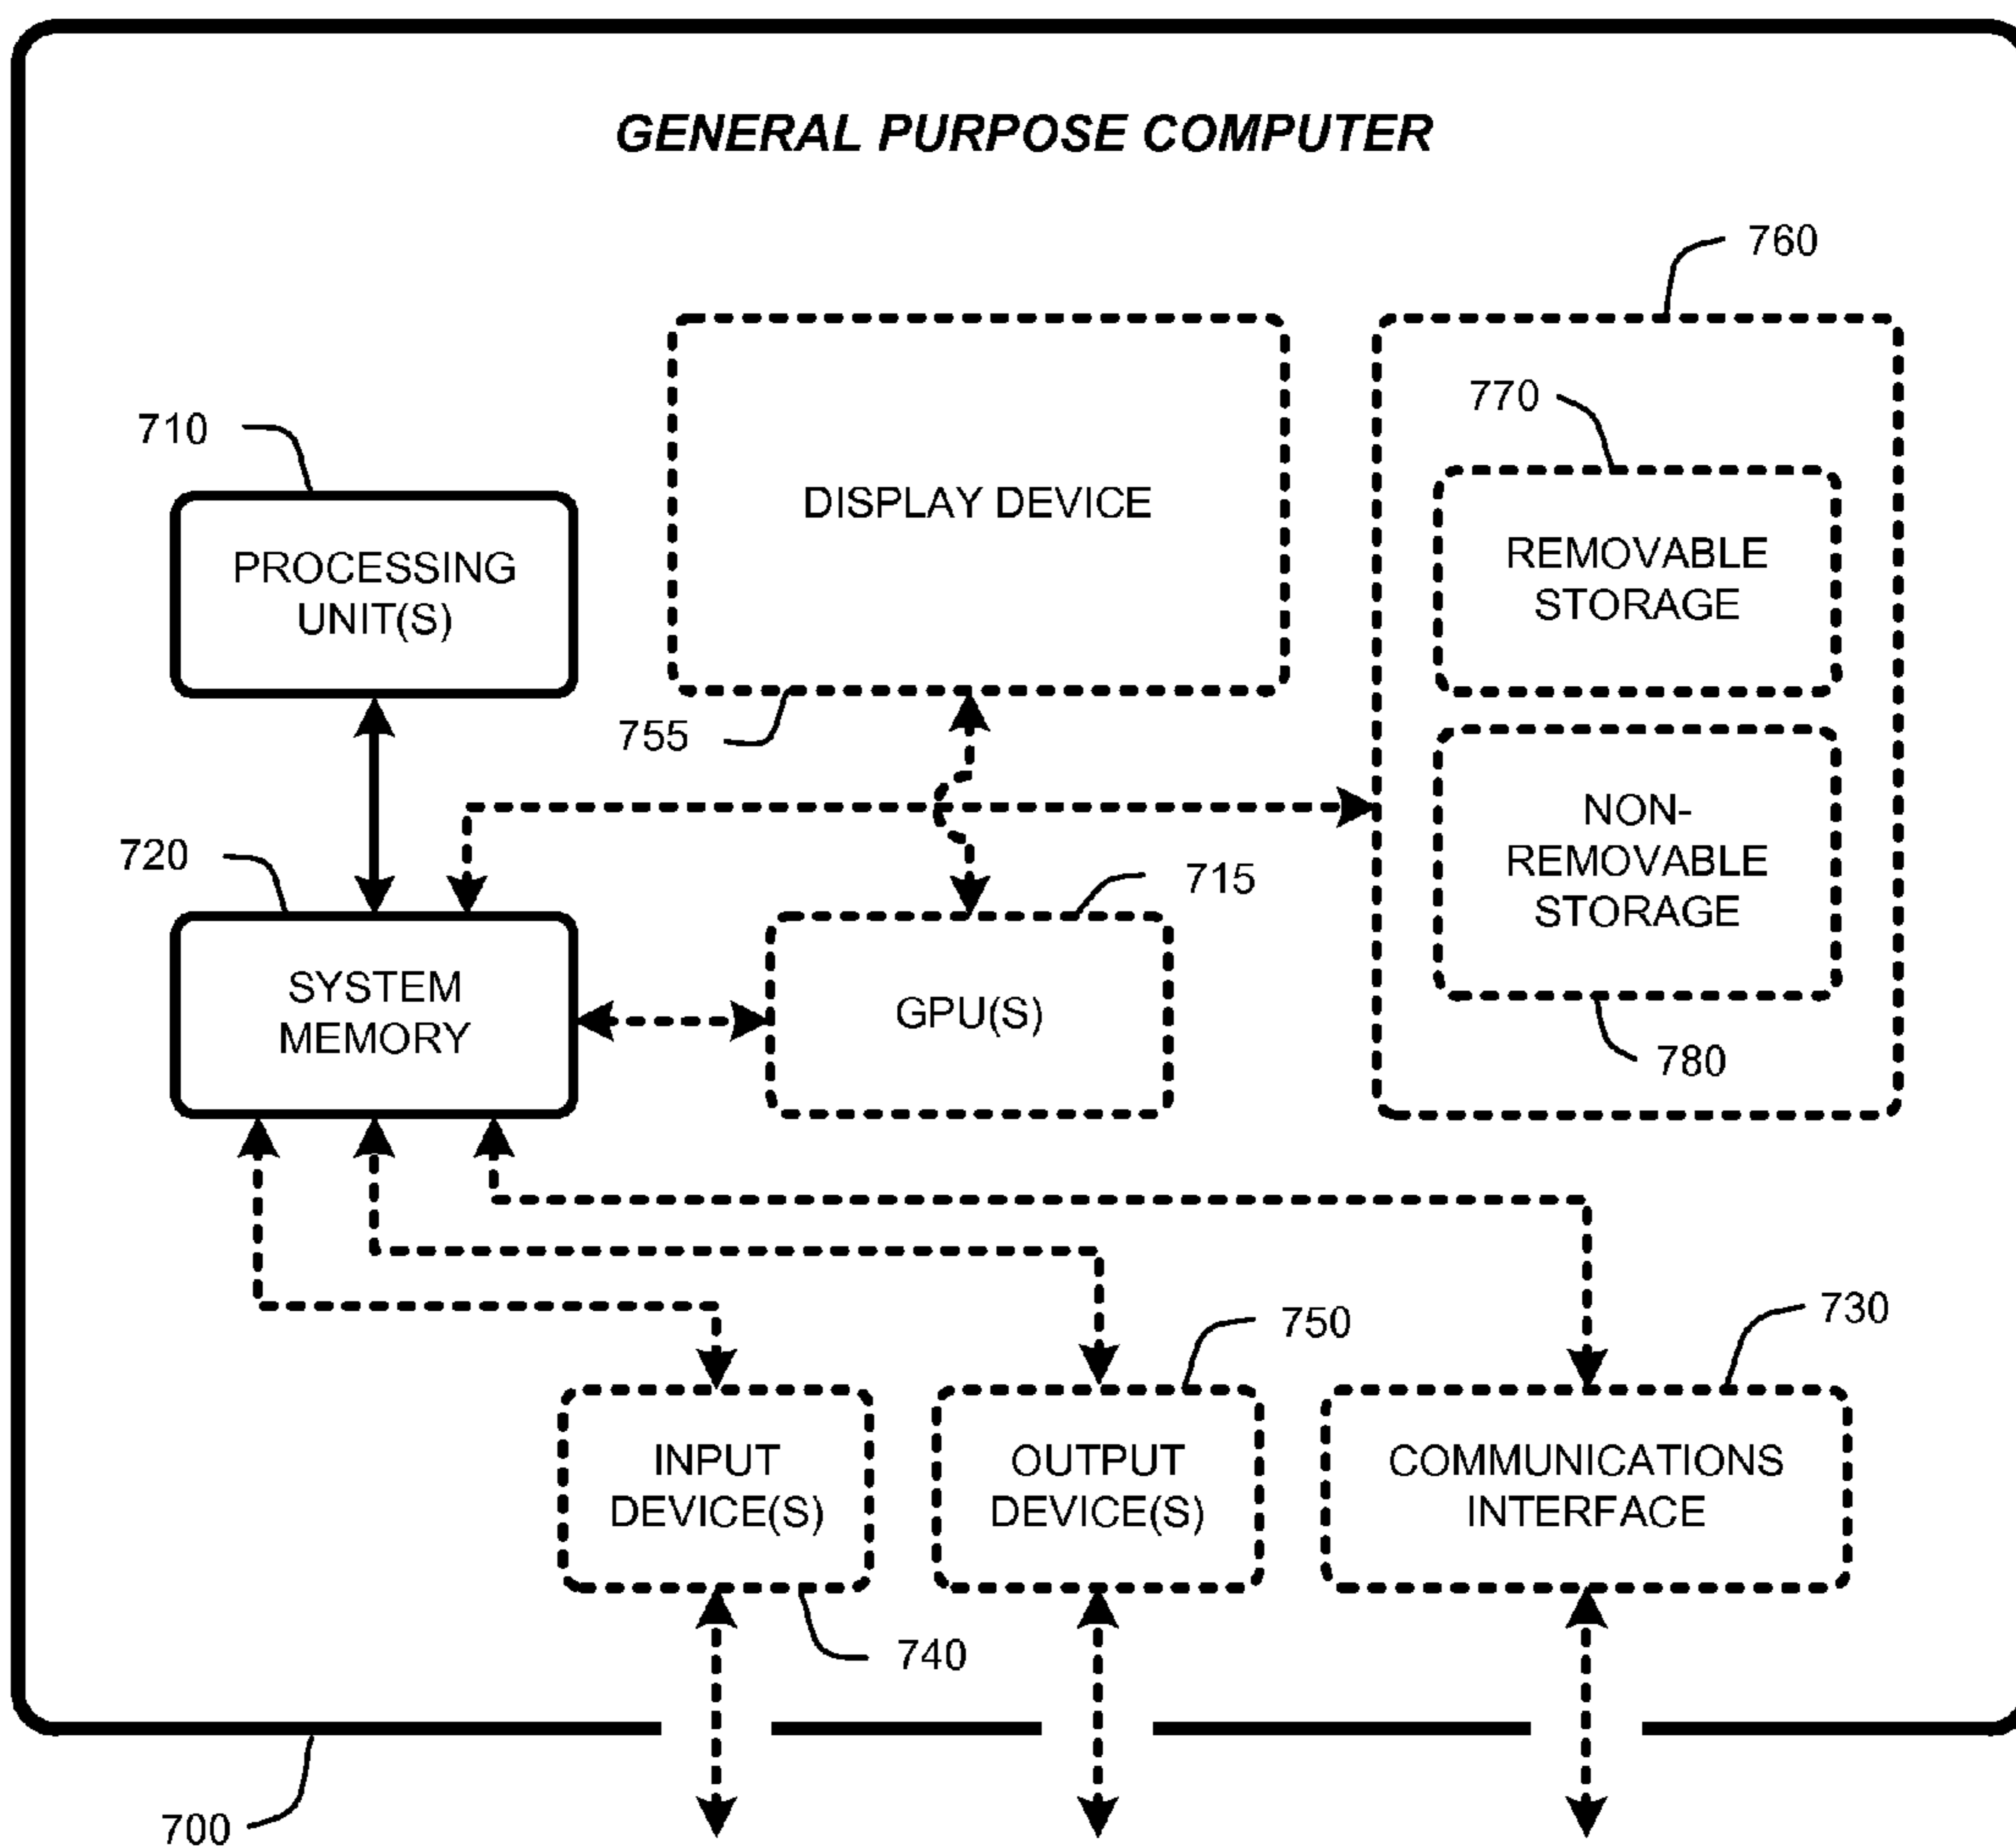 GENERAL PURPOSE COMPUTER
760
770
710
DISPLAY DEVICE
REMOVABLE
STORAGE
PROCESSING
UNIT(S)
755
NON-
REMOVABLE
STORAGE
720
715
SYSTEM
MEMORY
GPU(S)
780
750
730
INPUT
DEVICE(S)
OUTPUT
DEVICE(S)
COMMUNICATIONS
INTERFACE
740
700